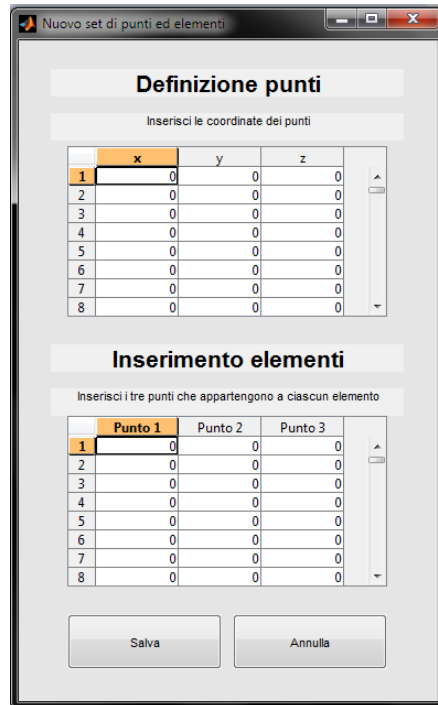 Nuovo set di punti ed elementi
Definizione punti
Inserisci le coordinate dei punti
x y z
1 0 0 0
2 0 0 0
3 0 0 0
4 0 0 0
5 0 0 0
6 0 0 0
7 0 0 0
8 0 0 0
Inserimento elementi
Inserisci i tre punti che appartengono a ciascun elemento
Punto 1 Punto 2 Punto 3
1 0 0 0
2 0 0 0
3 0 0 0
4 0 0 0
5 0 0 0
6 0 0 0
7 0 0 0
8 0 0 0
Salva Annulla